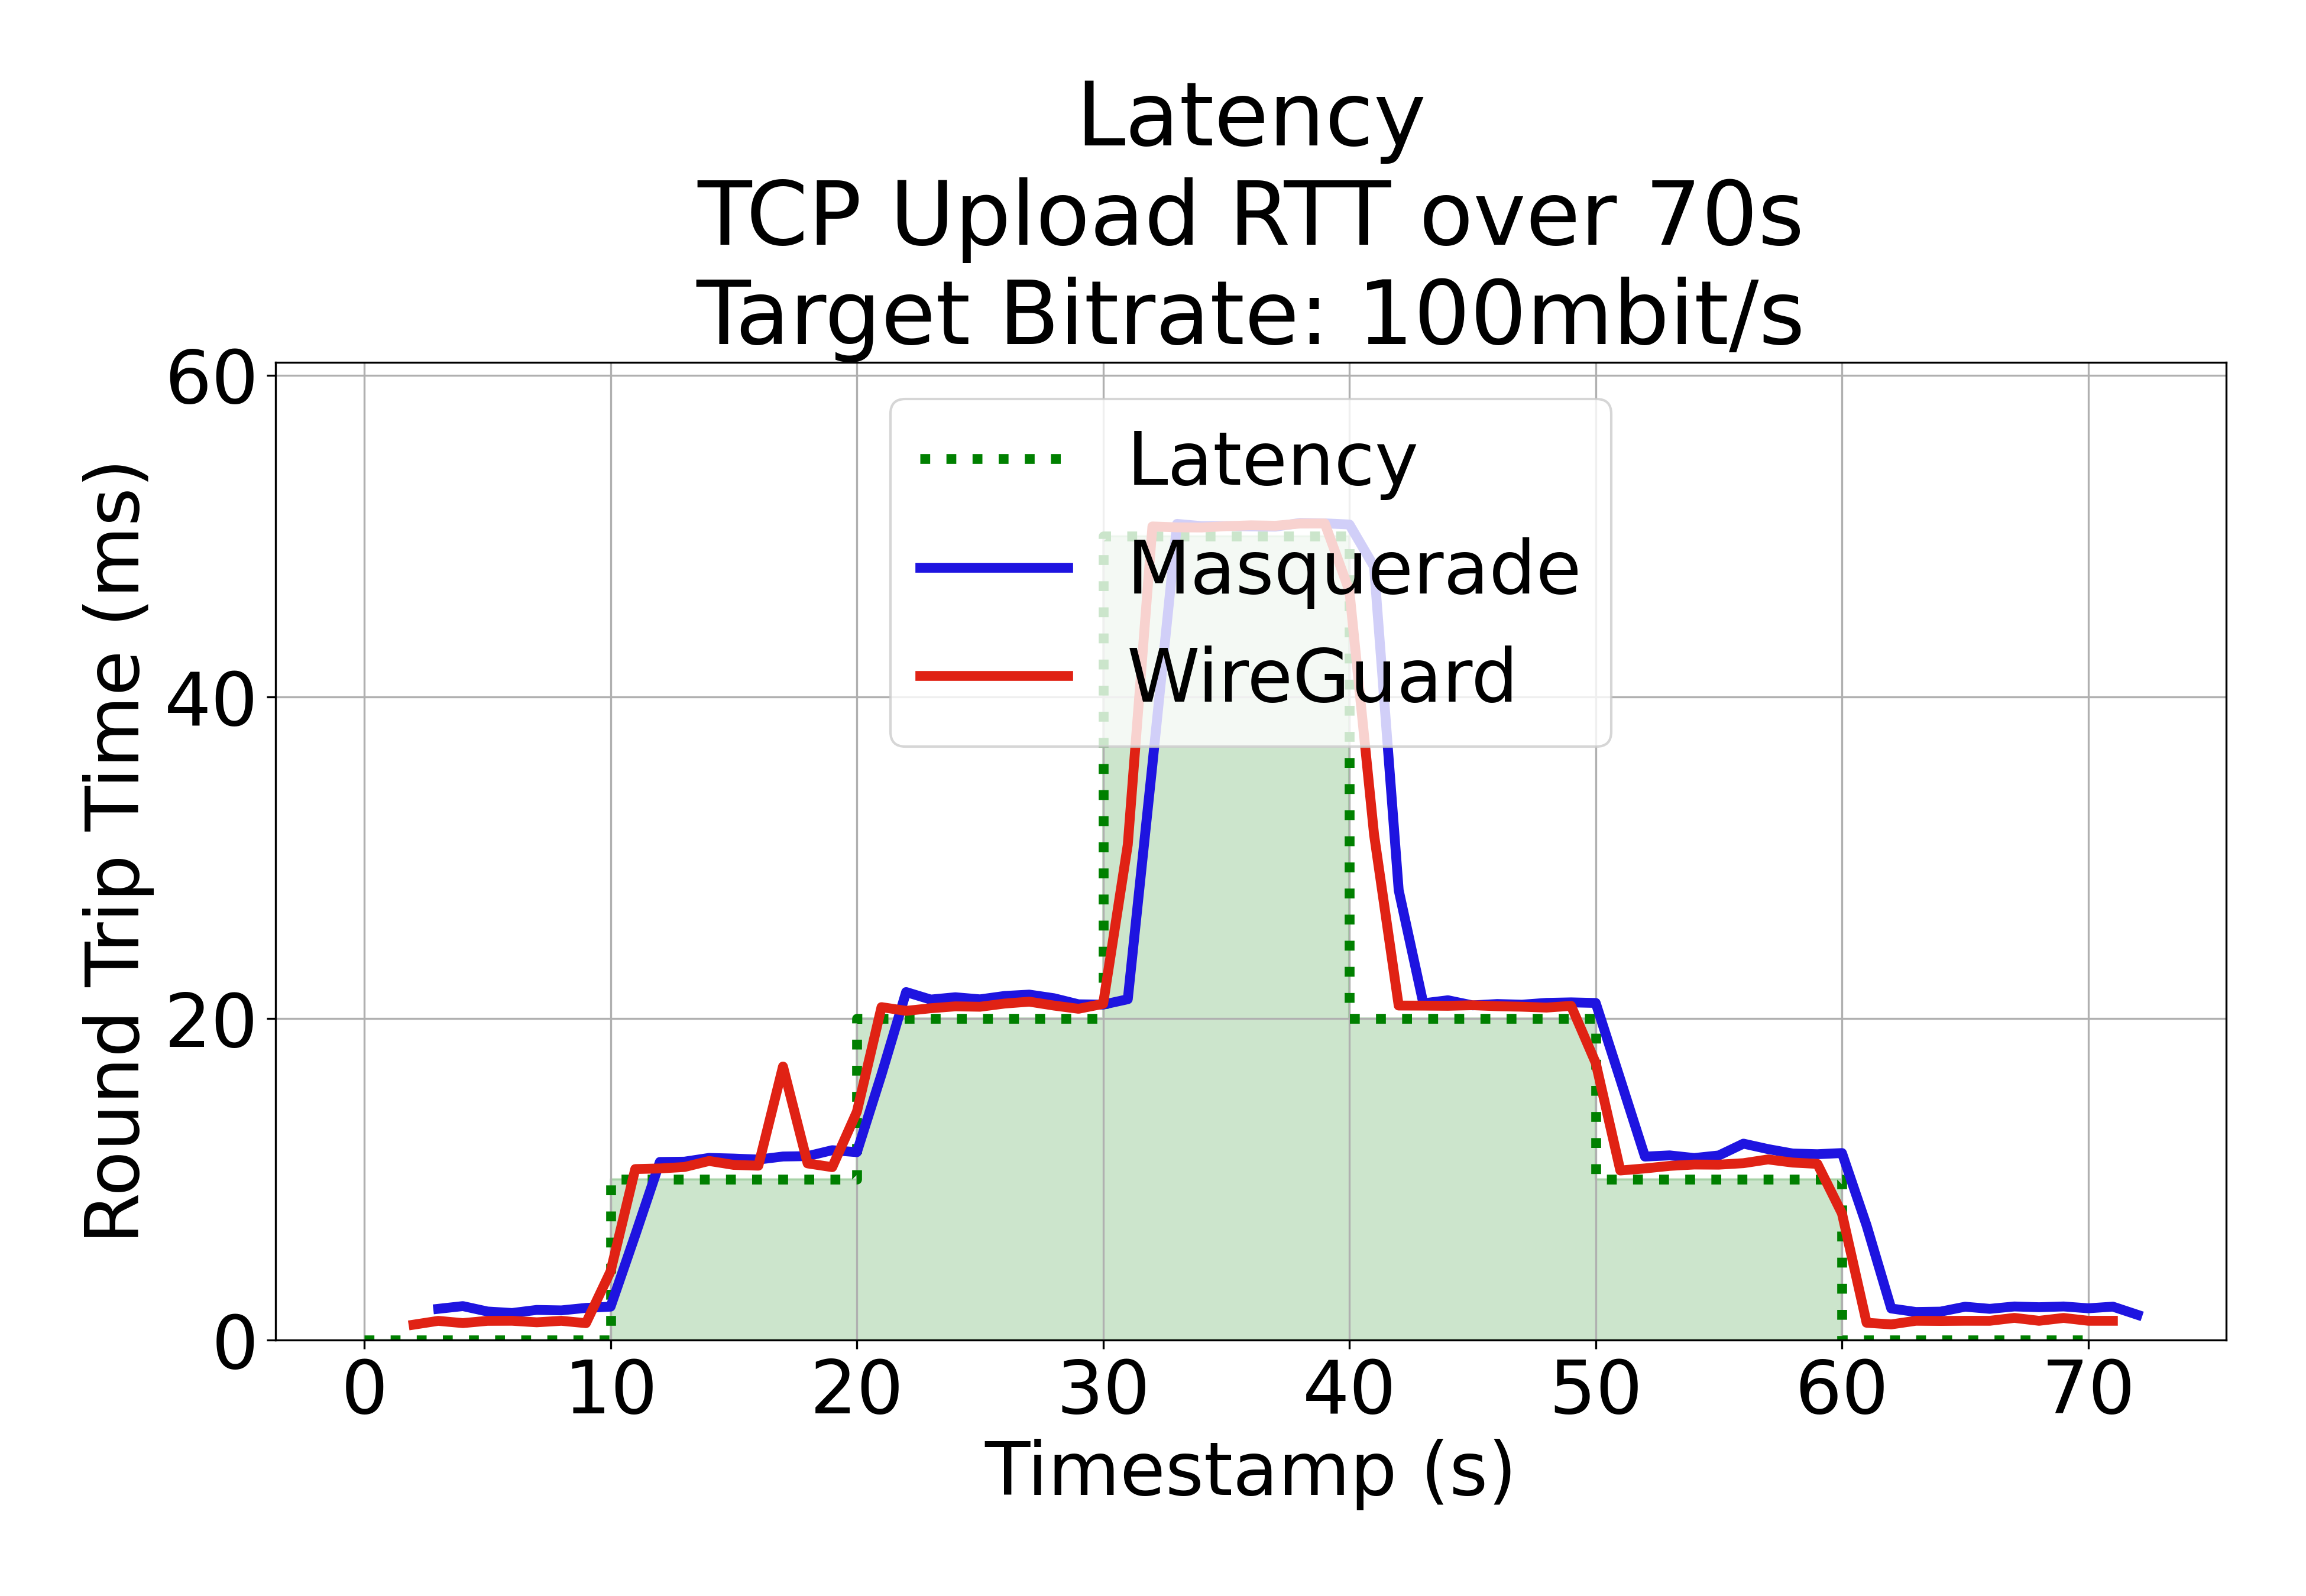 Latency
TCP Upload RTT over 70s
Target Bitrate: 100mbit/s
Round Trip Time (ms)
60
40
20
0
Latency
Masquerade
WireGuard
0 10 20 30 40 50 60 70
Timestamp (s)